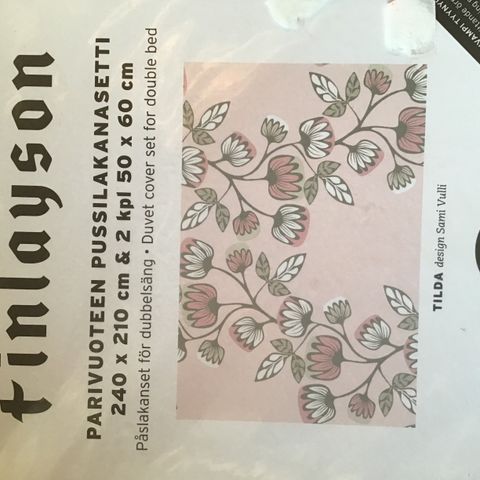 finlayson
PARIVUOTEEN PUSSILAKANASETTI
240 x 210 cm & 2 kpl 50 x 60 cm
Påslakanset för dubbelsäng • Duvet cover set for double bed
TILDA design Sami Vulli